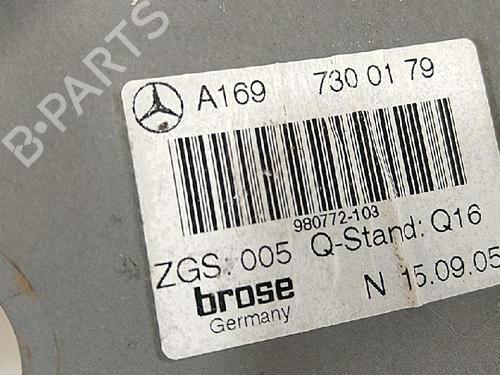 B-PARTS
A169 730 01 79
980772-103
ZGS: 005 Q-Stand: Q16
brose N 15.09.05
Germany